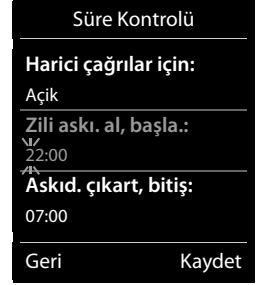 Süre Kontrolü
Harici çağrılar için:
Açik
Zili askı. al, başla.:
22:00
Askıd. çıkart, bitiş:
07:00
Geri Kaydet